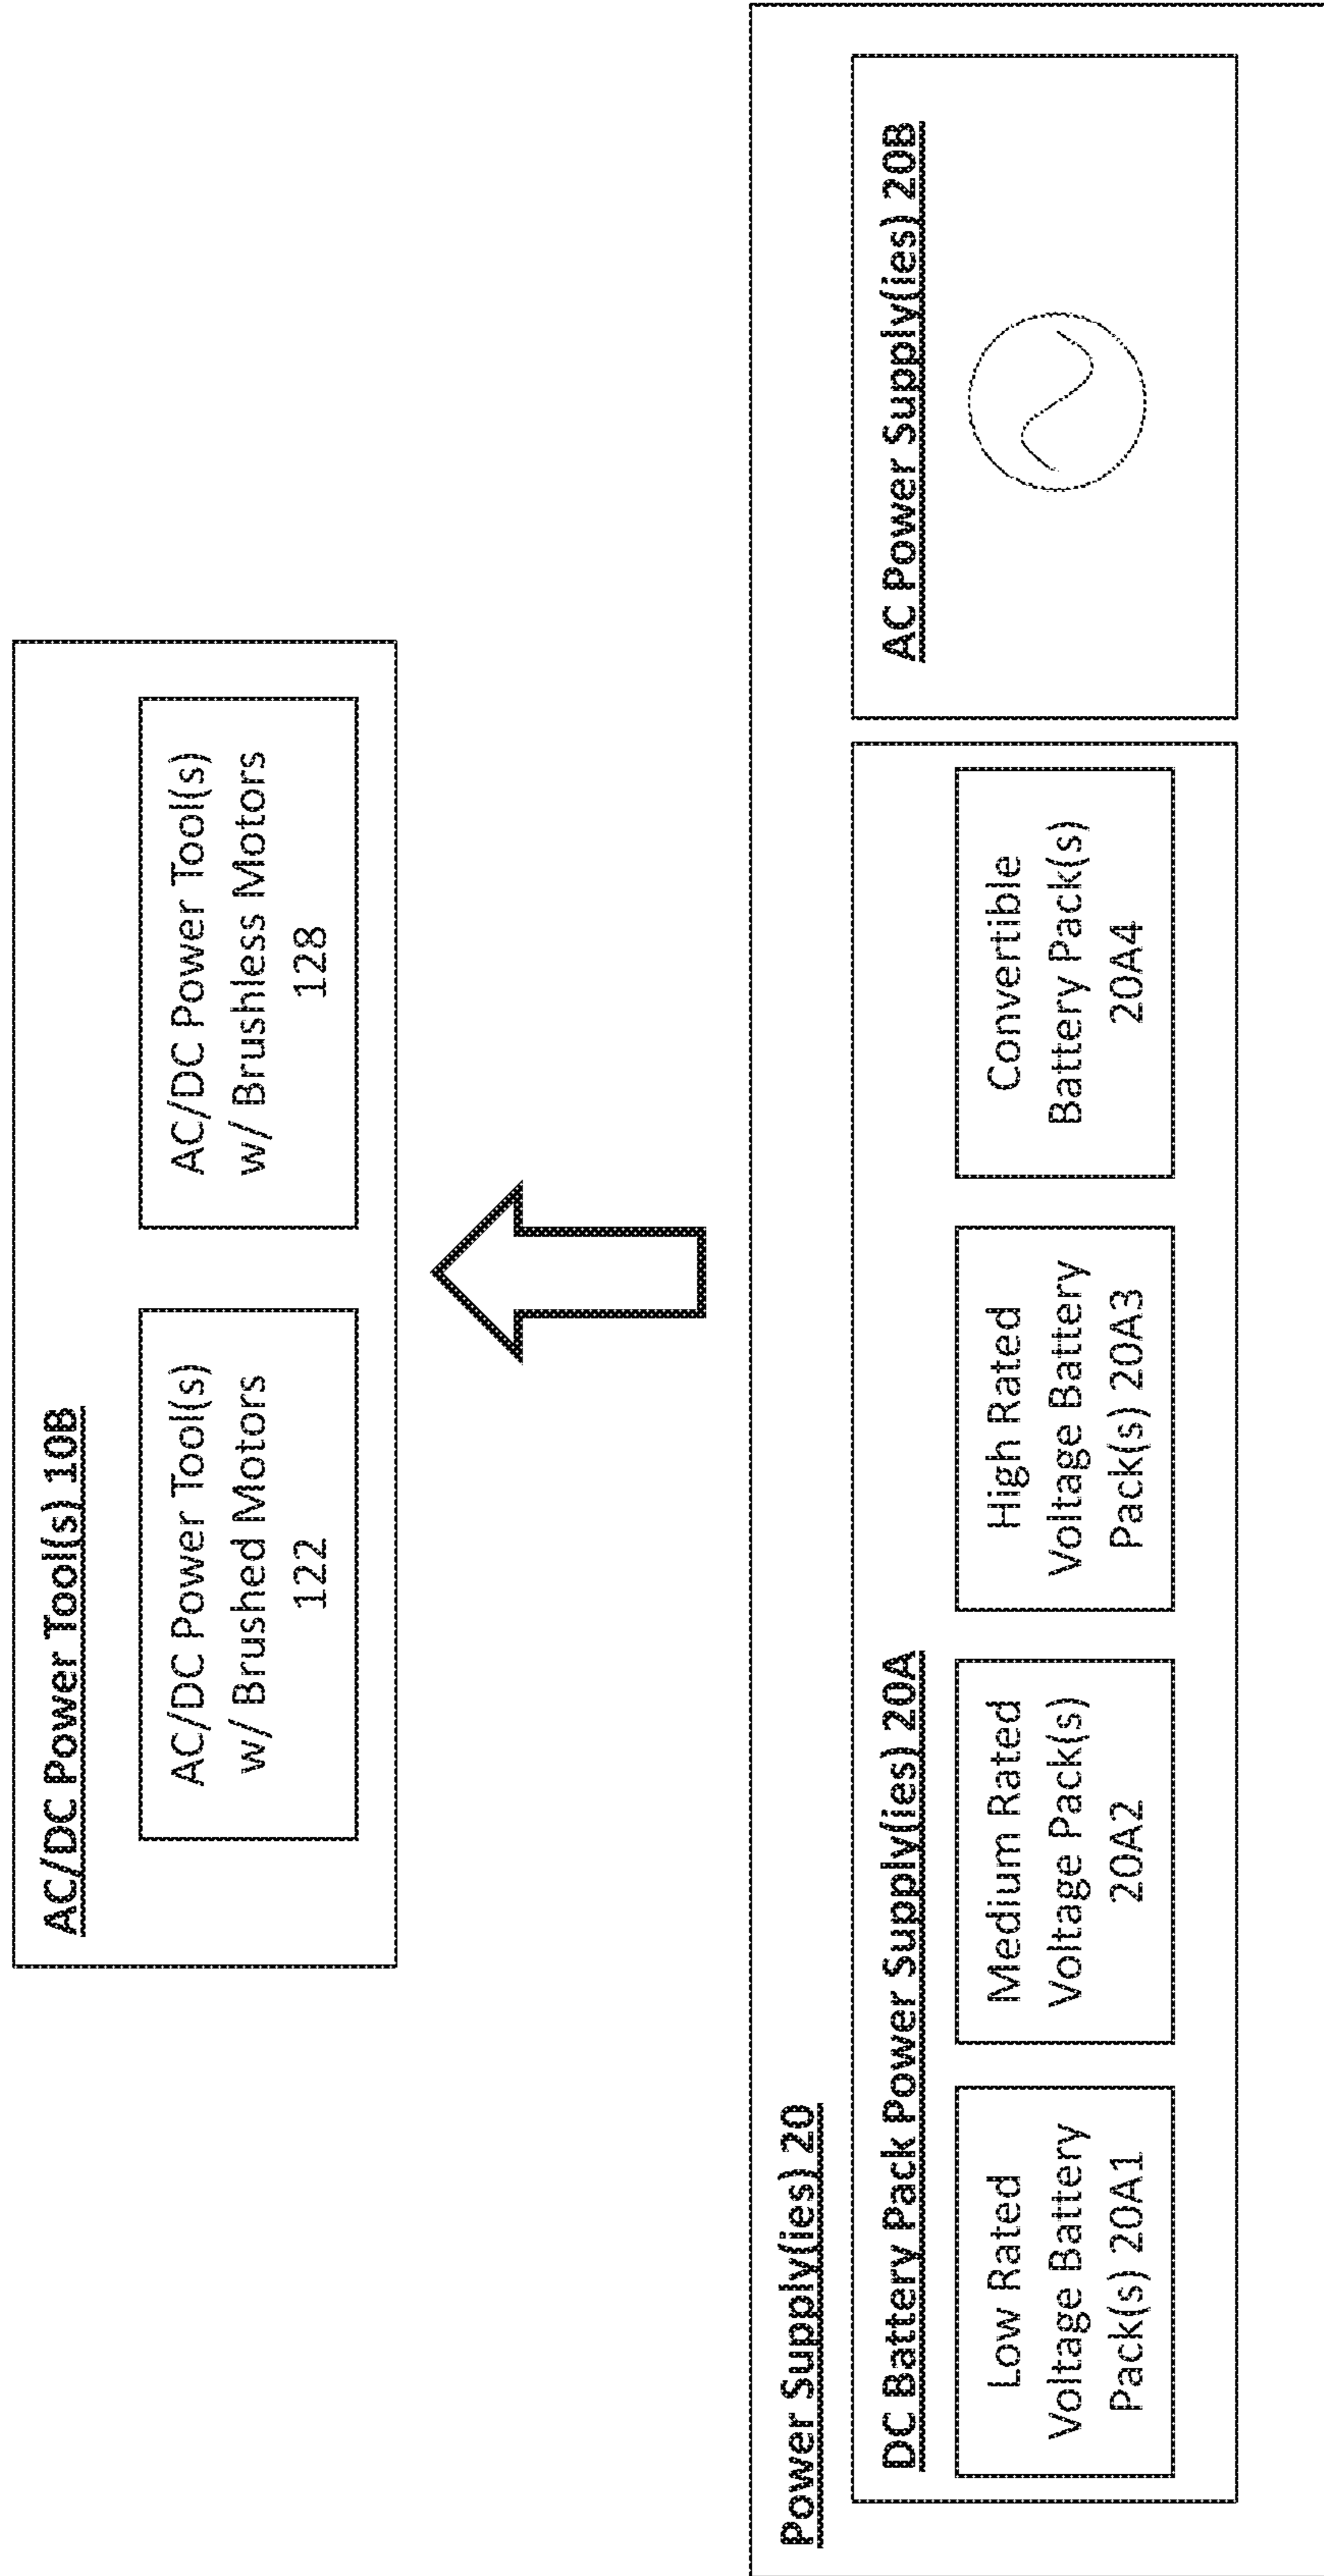 AC/DC Power Tool(s) 10B
AC/DC Power Tool(s)
w/ Brushed Motors
122
AC/DC Power Tool(s)
w/ Brushless Motors
128
Power Supply(ies) 20
DC Battery Pack Power Supply(ies) 20A
Low Rated
Voltage Battery
Pack(s) 20A1
Medium Rated
Voltage Pack(s)
20A2
High Rated
Voltage Battery
Pack(s) 20A3
Convertible
Battery Pack(s)
20A4
AC Power Supply(ies) 20B